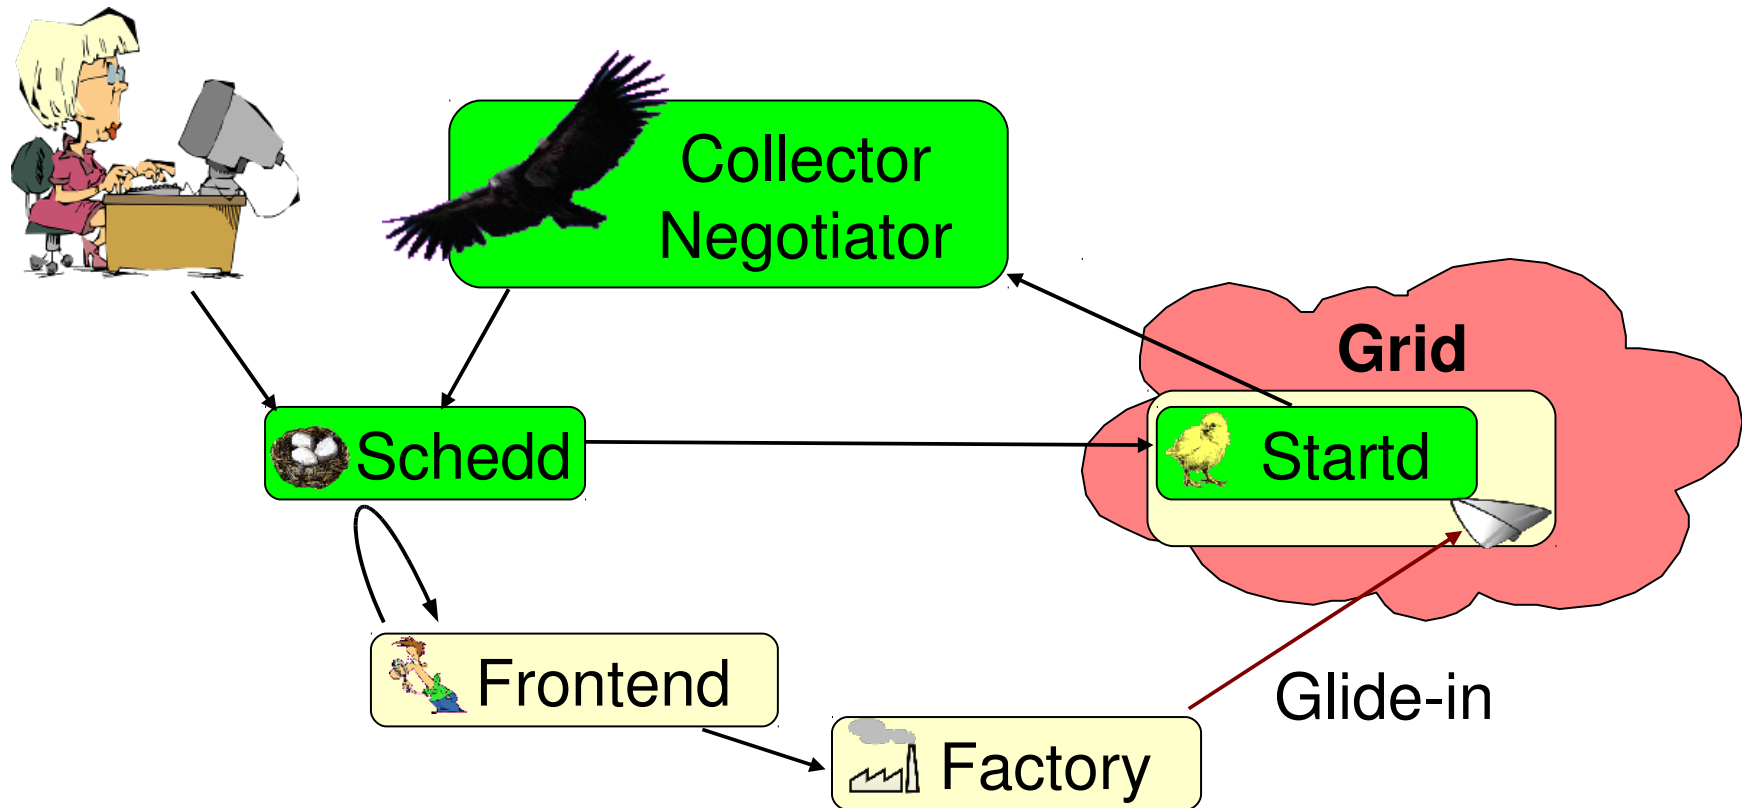 Collector
Negotiator
Grid
Schedd
Startd
Frontend
Glide-in
Factory